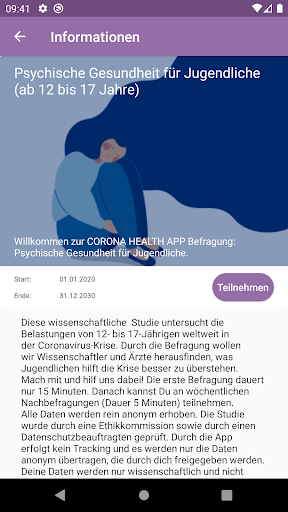 09:41
Informationen
Psychische Gesundheit für Jugendliche
(ab 12 bis 17 Jahre)
Willkommen zur CORONA HEALTH APP Befragung:
Psychische Gesundheit für Jugendliche.
Start: 01.01.2020
Teilnehmen
Ende: 31.12.2030
Diese wissenschaftliche Studie untersucht die
Belastungen von 12- bis 17-Jährigen weltweit in
der Coronavirus-Krise. Durch die Befragung wollen
wir Wissenschaftler und Ärzte herausfinden, was
Jugendlichen hilft die Krise besser zu überstehen.
Mach mit und hilf uns dabei! Die erste Befragung dauert
nur 15 Minuten. Danach kannst Du an wöchentlichen
Nachbefragungen (Dauer 5 Minuten) teilnehmen.
Alle Daten werden rein anonym erhoben. Die Studie
wurde durch eine Ethikkommission sowie durch einen
Datenschutzbeauftragten geprüft. Durch die App
erfolgt kein Tracking und es werden nur die Daten
anonym übertragen, die durch dich freigegeben werden.
Deine Daten werden nur wissenschaftlich und nicht